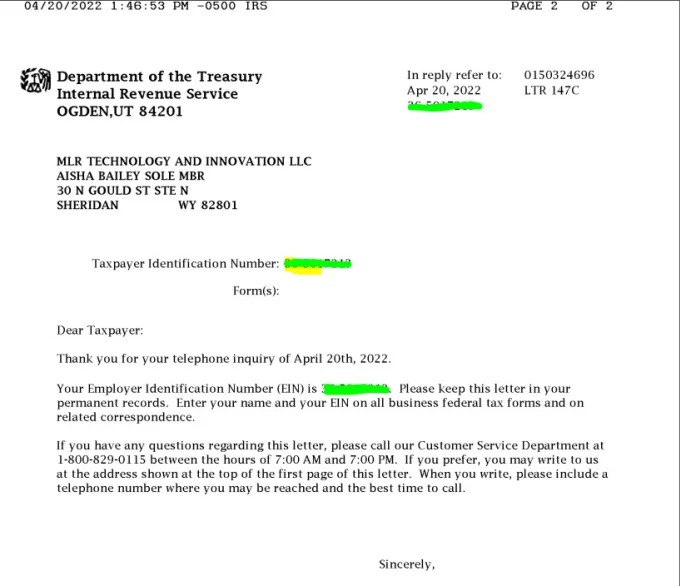 04/20/2022 1:46:53 PM -0500 IRS PAGE 2 OF 2
Department of the Treasury
Internal Revenue Service
OGDEN,UT 84201
In reply refer to: 0150324696
Apr 20, 2022 LTR 147C
MLR TECHNOLOGY AND INNOVATION LLC
AISHA BAILEY SOLE MBR
30 N GOULD ST STE N
SHERIDAN WY 82801
Taxpayer Identification Number:
Form(s):
Dear Taxpayer:
Thank you for your telephone inquiry of April 20th, 2022.
Your Employer Identification Number (EIN) is . Please keep this letter in your
permanent records. Enter your name and your EIN on all business federal tax forms and on
related correspondence.
If you have any questions regarding this letter, please call our Customer Service Department at
1-800-829-0115 between the hours of 7:00 AM and 7:00 PM. If you prefer, you may write to us
at the address shown at the top of the first page of this letter. When you write, please include a
telephone number where you may be reached and the best time to call.
Sincerely,